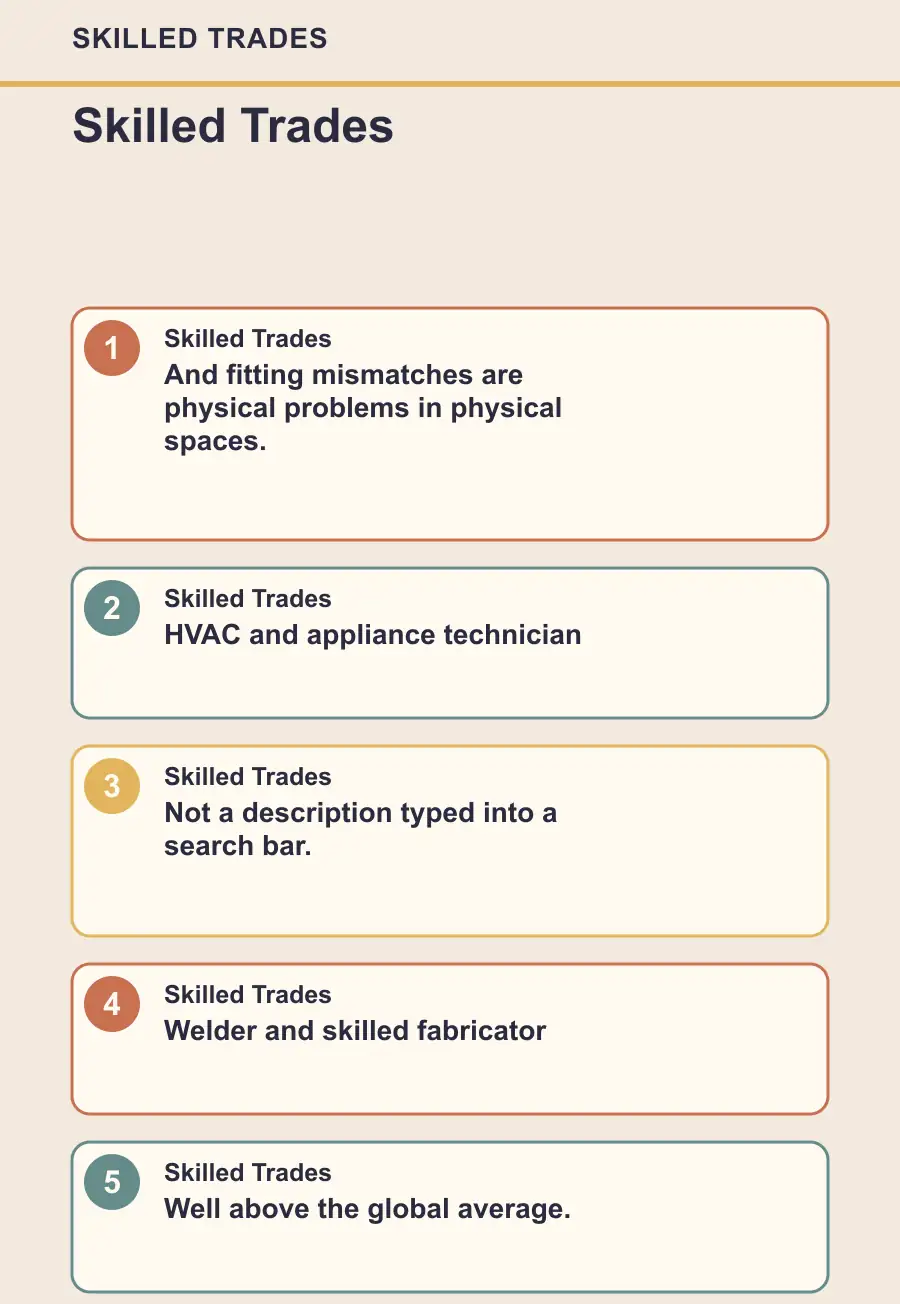 SKILLED TRADES
Skilled Trades
1
Skilled Trades
And fitting mismatches are
physical problems in physical
spaces.
2
Skilled Trades
HVAC and appliance technician
3
Skilled Trades
Not a description typed into a
search bar.
4
Skilled Trades
Welder and skilled fabricator
5
Skilled Trades
Well above the global average.